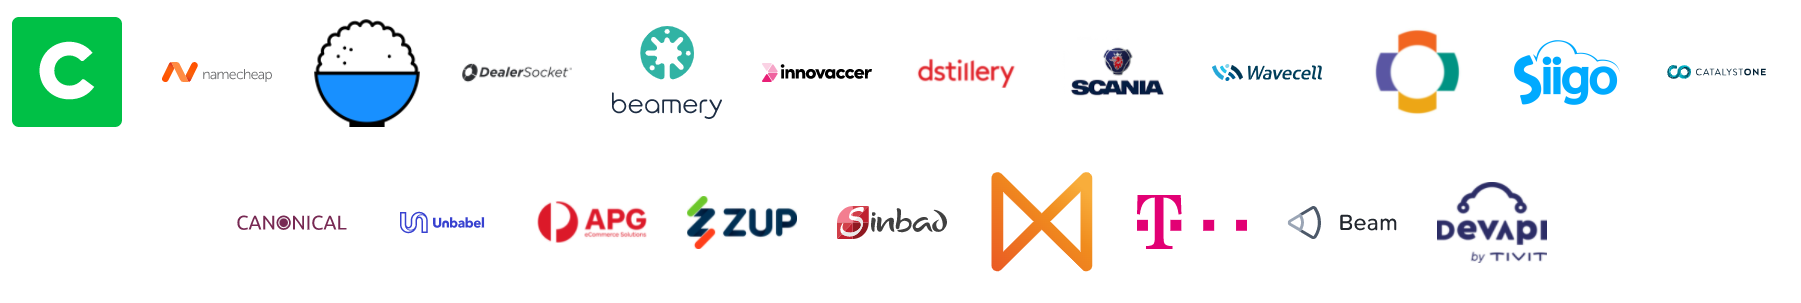 C
namecheap
DealerSocket
beamery
innovaccer
dstillery
SCANIA
Wavecell
Siigo
CATALYSTONE
CANONICAL
Unbabel
APG
eCommerce Solutions
ZUP
Sinbad
T
Beam
DEVAPI
by TIVIT